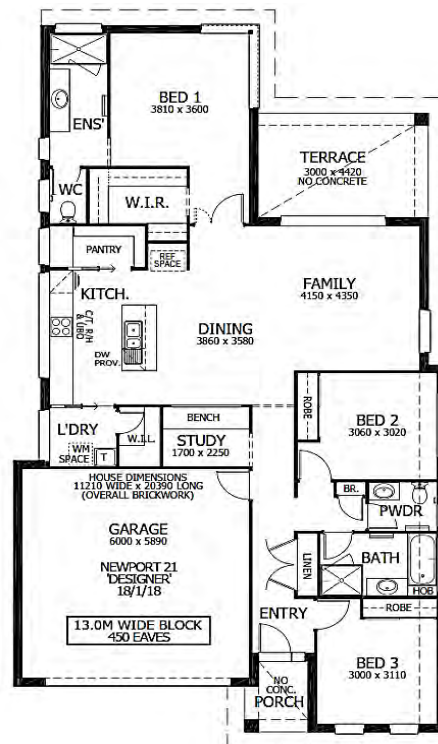 BED 1
3810 x 3600
ENS'
TERRACE
3000 x 4420
NO CONCRETE
WC
W.I.R.
PANTRY
REF
SPACE
FAMILY
4150 x 4350
KITCH.
C/T, R/H
& UBO
DINING
3860 x 3580
DW
PROV.
ROBE
BED 2
3060 x 3020
L'DRY
W.I.L.
BENCH
STUDY
1700 x 2250
WM
SPACE
T
HOUSE DIMENSIONS
11210 WIDE x 20390 LONG
(OVERALL BRICKWORK)
BR.
PWDR
GARAGE
6000 x 5890
LINEN
BATH
HOB
NEWPORT 21
'DESIGNER'
18/1/18
13.0M WIDE BLOCK
450 EAVES
ENTRY
ROBE
BED 3
3000 x 3110
NO
CONC.
PORCH